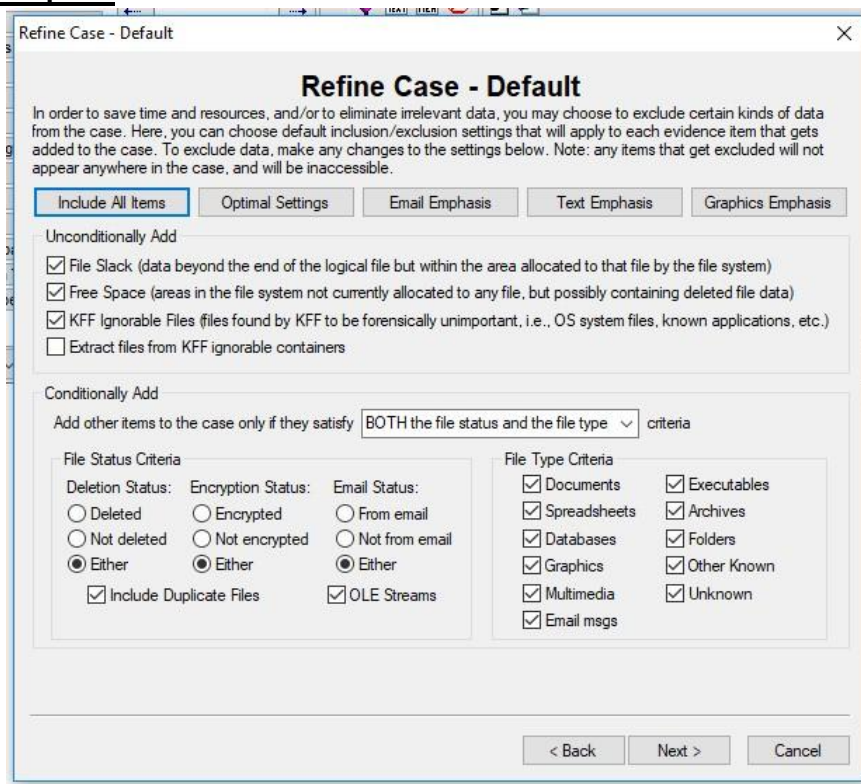 Refine Case - Default
Refine Case - Default
In order to save time and resources, and/or to eliminate irrelevant data, you may choose to exclude certain kinds of data
from the case. Here, you can choose default inclusion/exclusion settings that will apply to each evidence item that gets
added to the case. To exclude data, make any changes to the settings below. Note: any items that get excluded will not
appear anywhere in the case, and will be inaccessible.
Include All Items Optimal Settings Email Emphasis Text Emphasis Graphics Emphasis
Unconditionally Add
File Slack (data beyond the end of the logical file but within the area allocated to that file by the file system)
Free Space (areas in the file system not currently allocated to any file, but possibly containing deleted file data)
KFF Ignorable Files (files found by KFF to be forensically unimportant, i.e., OS system files, known applications, etc.)
Extract files from KFF ignorable containers
Conditionally Add
Add other items to the case only if they satisfy BOTH the file status and the file type criteria
File Status Criteria
Deletion Status: Encryption Status: Email Status:
Deleted Encrypted From email
Not deleted Not encrypted Not from email
Either Either Either
Include Duplicate Files OLE Streams
File Type Criteria
Documents Executables
Spreadsheets Archives
Databases Folders
Graphics Other Known
Multimedia Unknown
Email msgs
< Back Next > Cancel